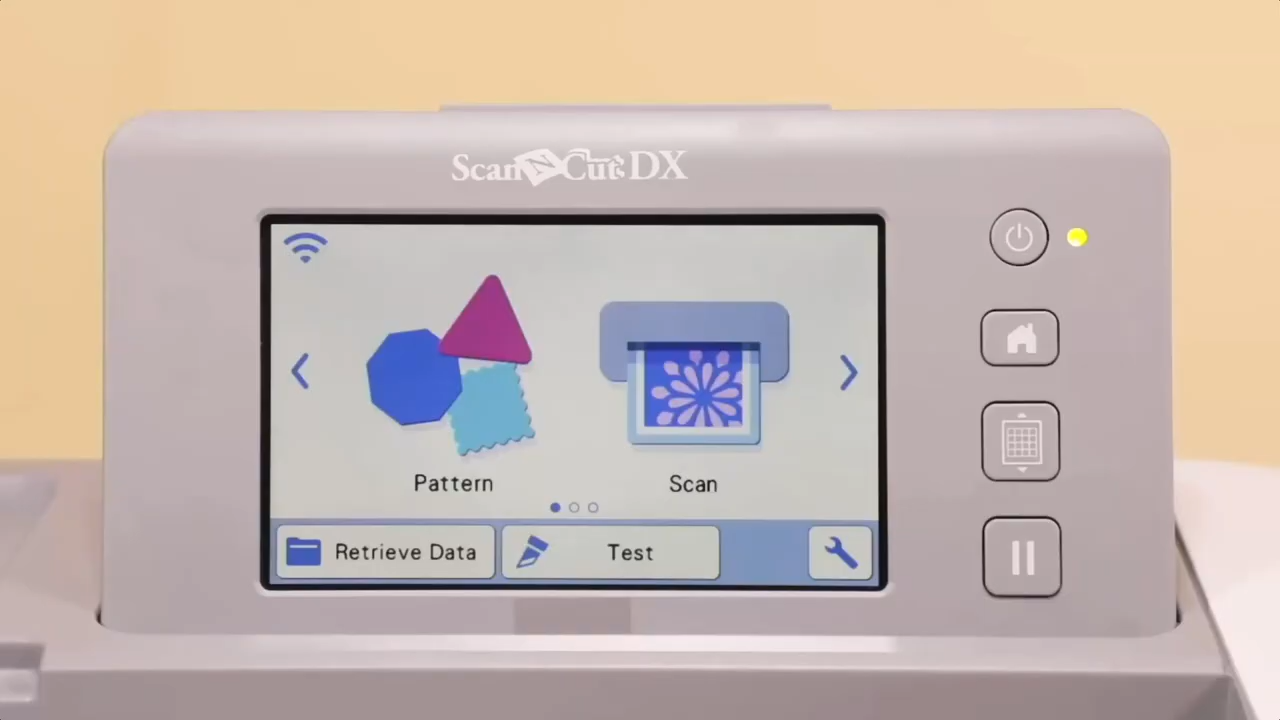 ScanNCut DX
Pattern
Scan
Retrieve Data
Test